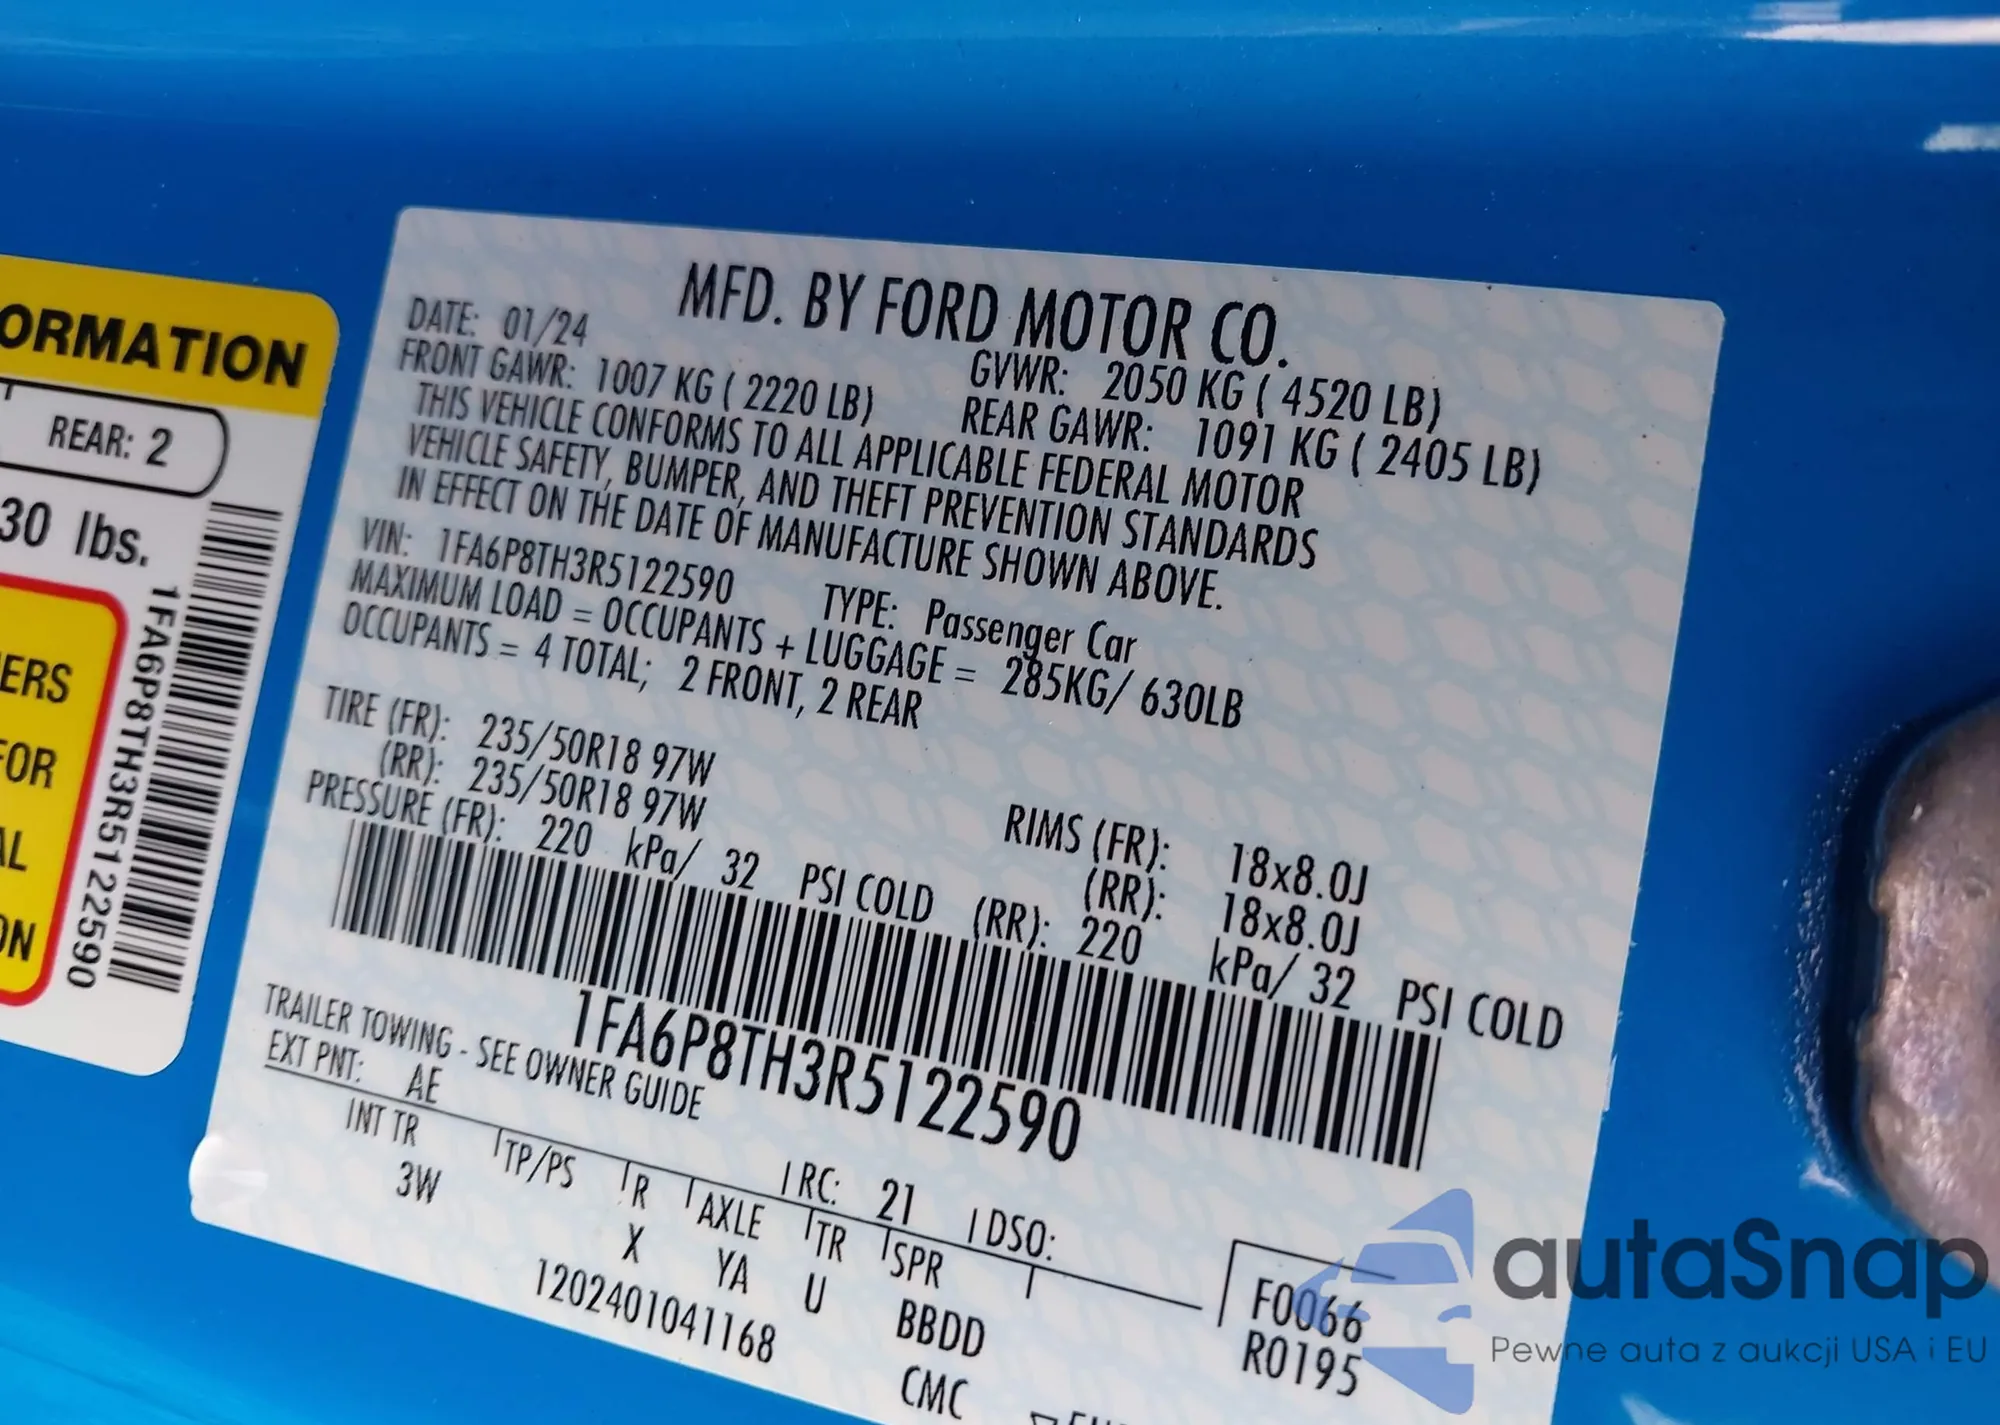 ORMATION
REAR: 2
30 lbs.
ERS
FOR
AL
ON
1FA6P8TH3R5122590
MFD. BY FORD MOTOR CO.
DATE: 01/24 GVWR: 2050 KG ( 4520 LB)
FRONT GAWR: 1007 KG ( 2220 LB) REAR GAWR: 1091 KG ( 2405 LB)
THIS VEHICLE CONFORMS TO ALL APPLICABLE FEDERAL MOTOR
VEHICLE SAFETY, BUMPER, AND THEFT PREVENTION STANDARDS
IN EFFECT ON THE DATE OF MANUFACTURE SHOWN ABOVE.
VIN: 1FA6P8TH3R5122590 TYPE: Passenger Car
MAXIMUM LOAD = OCCUPANTS + LUGGAGE = 285KG/ 630LB
OCCUPANTS = 4 TOTAL; 2 FRONT, 2 REAR
TIRE (FR): 235/50R18 97W RIMS (FR): 18x8.0J
(RR): 235/50R18 97W (RR): 18x8.0J
PRESSURE (FR): 220 kPa/ 32 PSI COLD (RR): 220 kPa/ 32 PSI COLD
1FA6P8TH3R5122590
TRAILER TOWING - SEE OWNER GUIDE
EXT PNT: AE RC: 21 DSO:
INT TR TP/PS R AXLE TR SPR
3W X YA U BBDD
F0066
R0195
1202401041168 CMC
autaSnap
Pewne auta z aukcji USA i EU